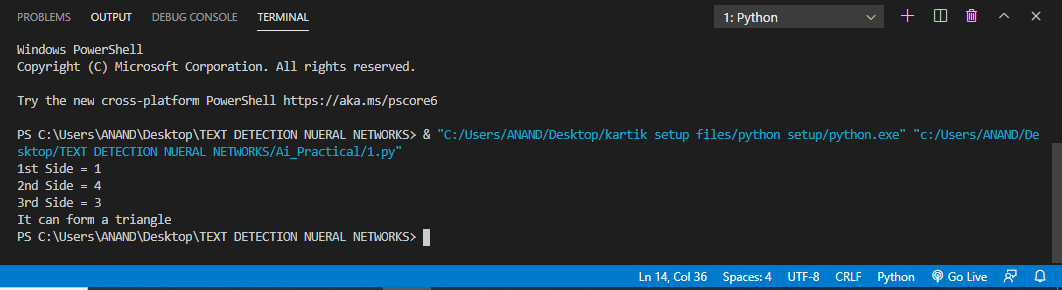 PROBLEMS OUTPUT DEBUG CONSOLE TERMINAL 1: Python
Windows PowerShell
Copyright (C) Microsoft Corporation. All rights reserved.
Try the new cross-platform PowerShell https://aka.ms/pscore6
PS C:\Users\ANAND\Desktop\TEXT DETECTION NUERAL NETWORKS> & "C:/Users/ANAND/Desktop/kartik setup files/python setup/python.exe" "c:/Users/ANAND/De
sktop/TEXT DETECTION NUERAL NETWORKS/Ai_Practical/1.py"
1st Side = 1
2nd Side = 4
3rd Side = 3
It can form a triangle
PS C:\Users\ANAND\Desktop\TEXT DETECTION NUERAL NETWORKS>
Ln 14, Col 36 Spaces: 4 UTF-8 CRLF Python Go Live